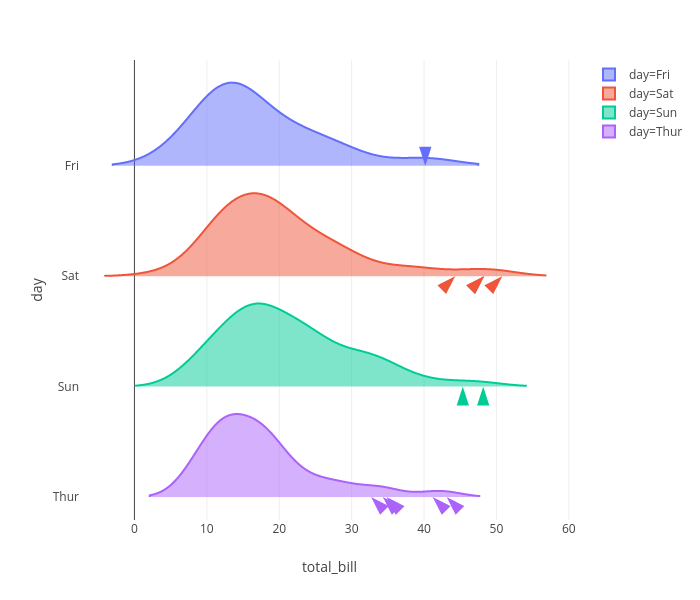 day=Fri
day=Sat
day=Sun
day=Thur
Fri
Sat
Sun
Thur
day
0 10 20 30 40 50 60
total_bill